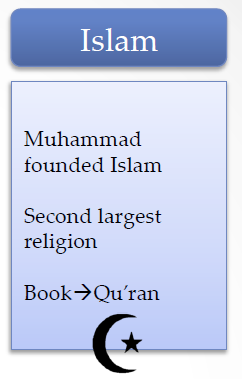 Islam
Muhammad
founded Islam
Second largest
religion
Book→Qu’ran